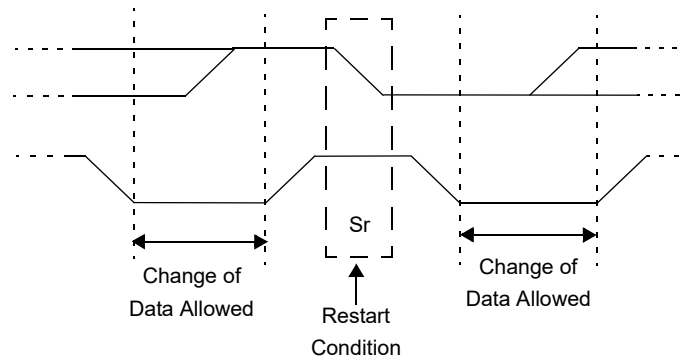 Sr
Change of
Data Allowed
Restart
Condition
Change of
Data Allowed